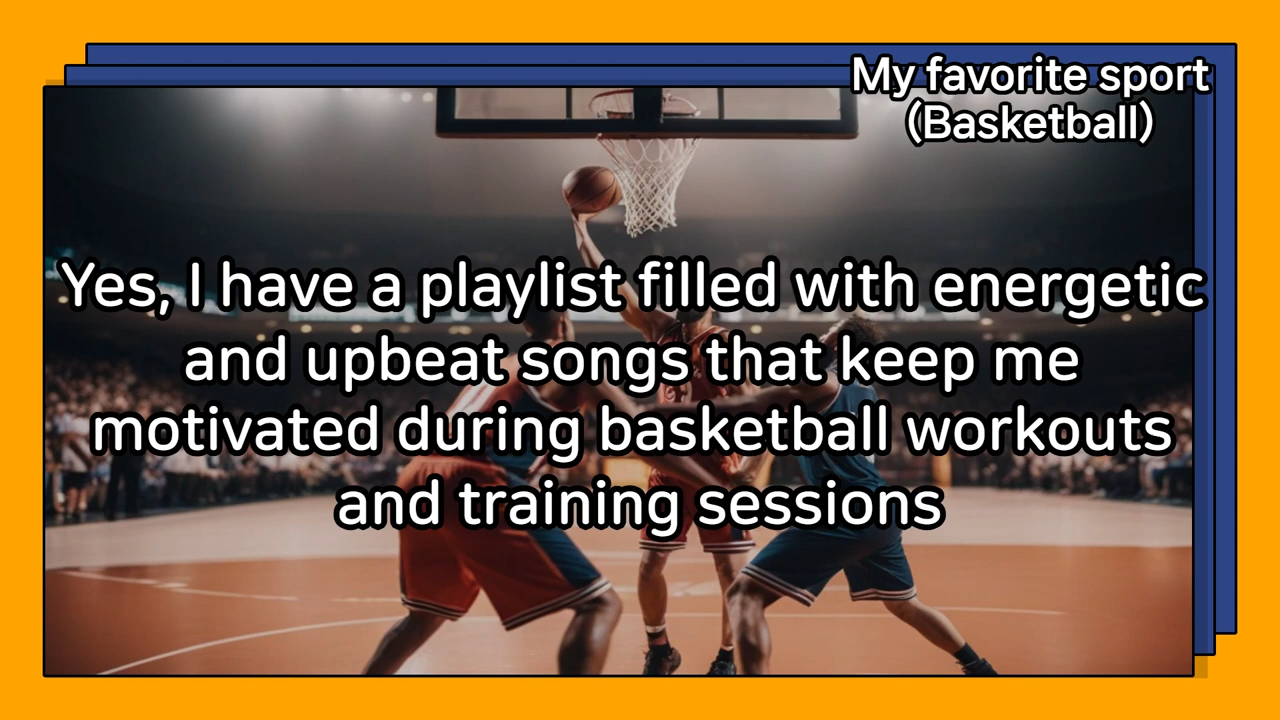 My favorite sport
(Basketball)
Yes, I have a playlist filled with energetic
and upbeat songs that keep me
motivated during basketball workouts
and training sessions